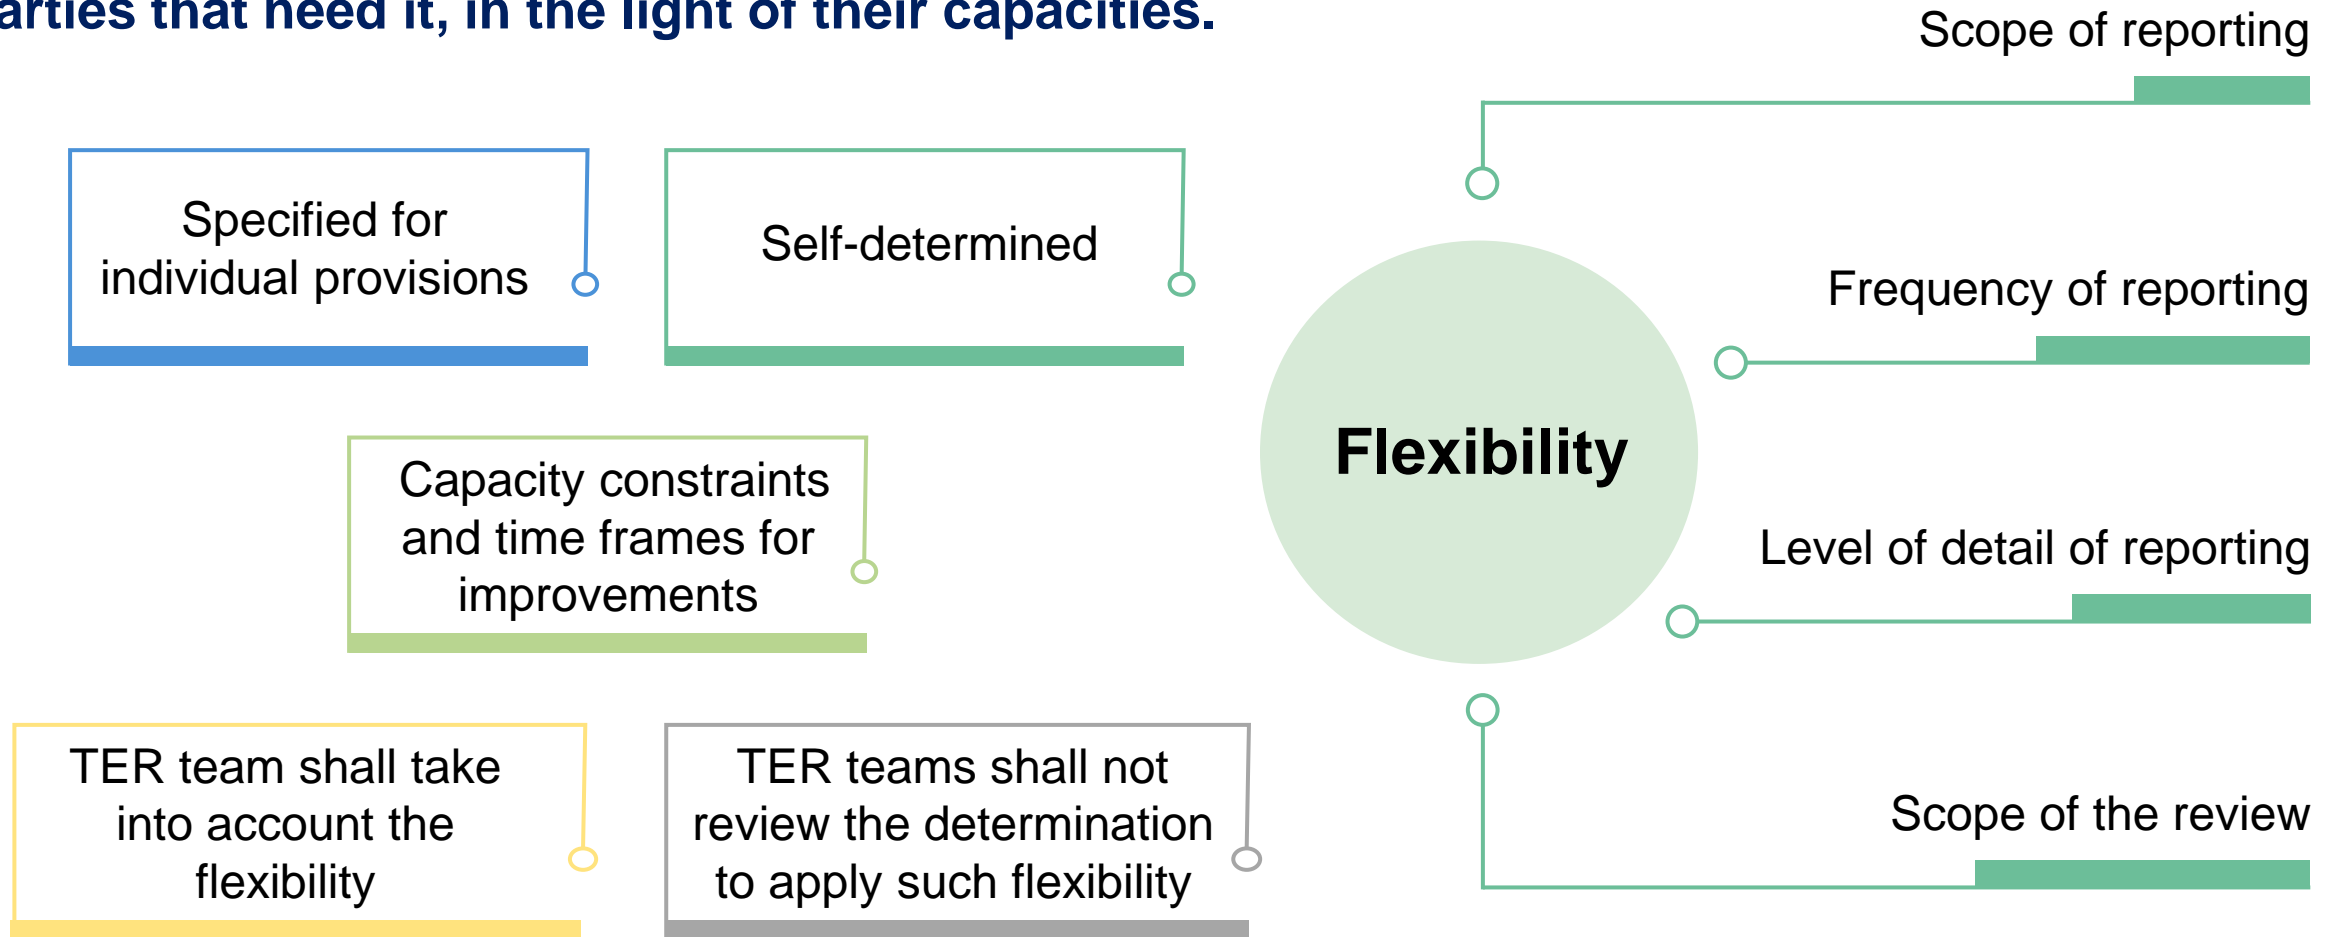 that need it, in the light of their capacities.
Specified for
individual provisions
Self-determined
Capacity constraints
and time frames for
improvements
TER team shall take
into account the
flexibility
TER teams shall not
review the determination
to apply such flexibility
Flexibility
Scope of reporting
Frequency of reporting
Level of detail of reporting
Scope of the review